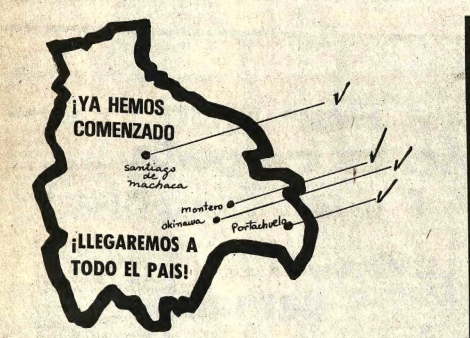 ¡YA HEMOS
COMENZADO
santiago
de
machaca
montero
okinawa
Portachuelo
¡LLEGAREMOS A
TODO EL PAIS!